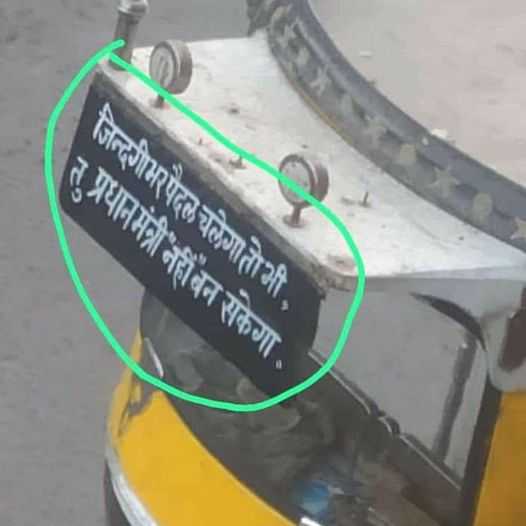 जिन्दगीभर पैदल चलेगा तो भी,
तु प्रधानमंत्री "नहीं" बन सकेगा..